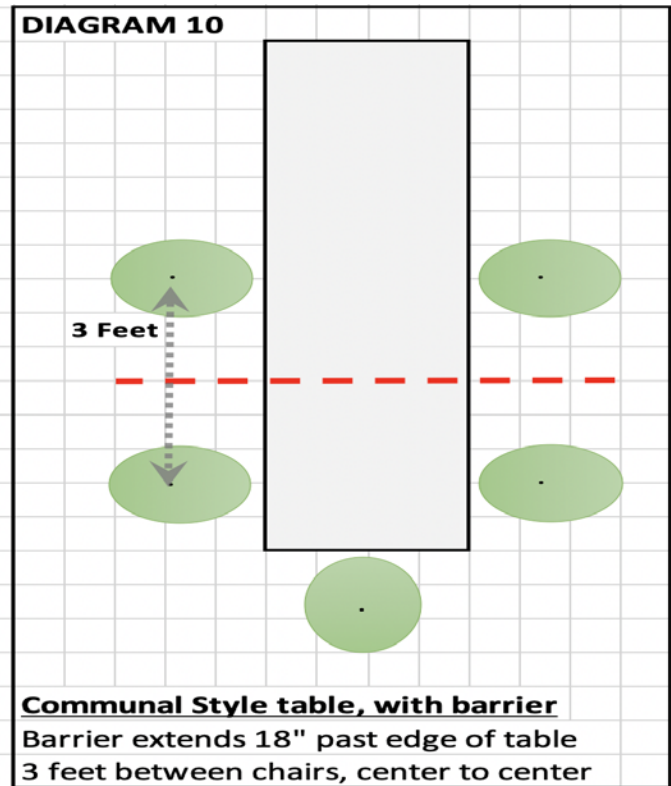 DIAGRAM 10
3 Feet
Communal Style table, with barrier
Barrier extends 18" past edge of table
3 feet between chairs, center to center